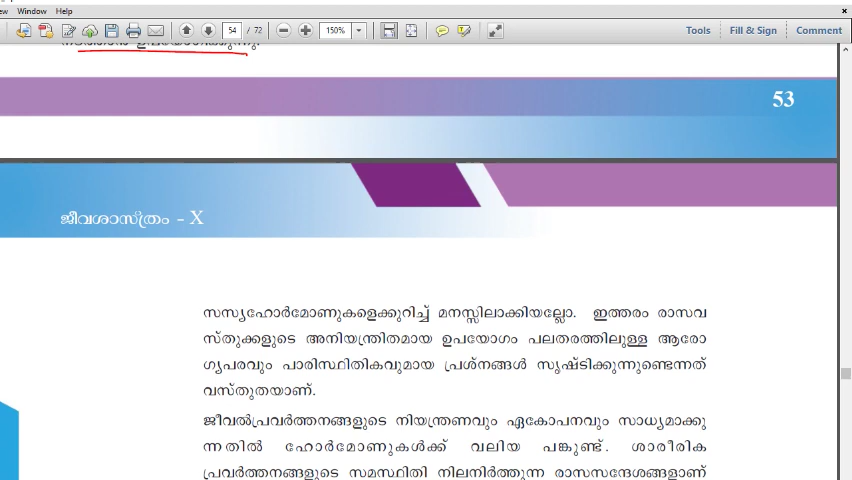 Window Help
54 / 72
150%
Tools Fill & Sign Comment
53
ജീവശാസ്ത്രം - X
സസ്യഹോർമോണുകളെക്കുറിച്ച് മനസ്സിലാക്കിയല്ലോ. ഇത്തരം രാസവ
സ്തുക്കളുടെ അനിയന്ത്രിതമായ ഉപയോഗം പലതരത്തിലുള്ള ആരോ
ഗ്യപരവും പാരിസ്ഥിതികവുമായ പ്രശ്നങ്ങൾ സൃഷ്ടിക്കുന്നുണ്ടെന്നത്
വസ്തുതയാണ്.
ജീവൽപ്രവർത്തനങ്ങളുടെ നിയന്ത്രണവും ഏകോപനവും സാധ്യമാക്കു
ന്നതിൽ ഹോർമോണുകൾക്ക് വലിയ പങ്കുണ്ട്. ശാരീരിക
പ്രവർത്തനങ്ങളുടെ സമസ്ഥിതി നിലനിർത്തുന്ന രാസസന്ദേശങ്ങളാണ്